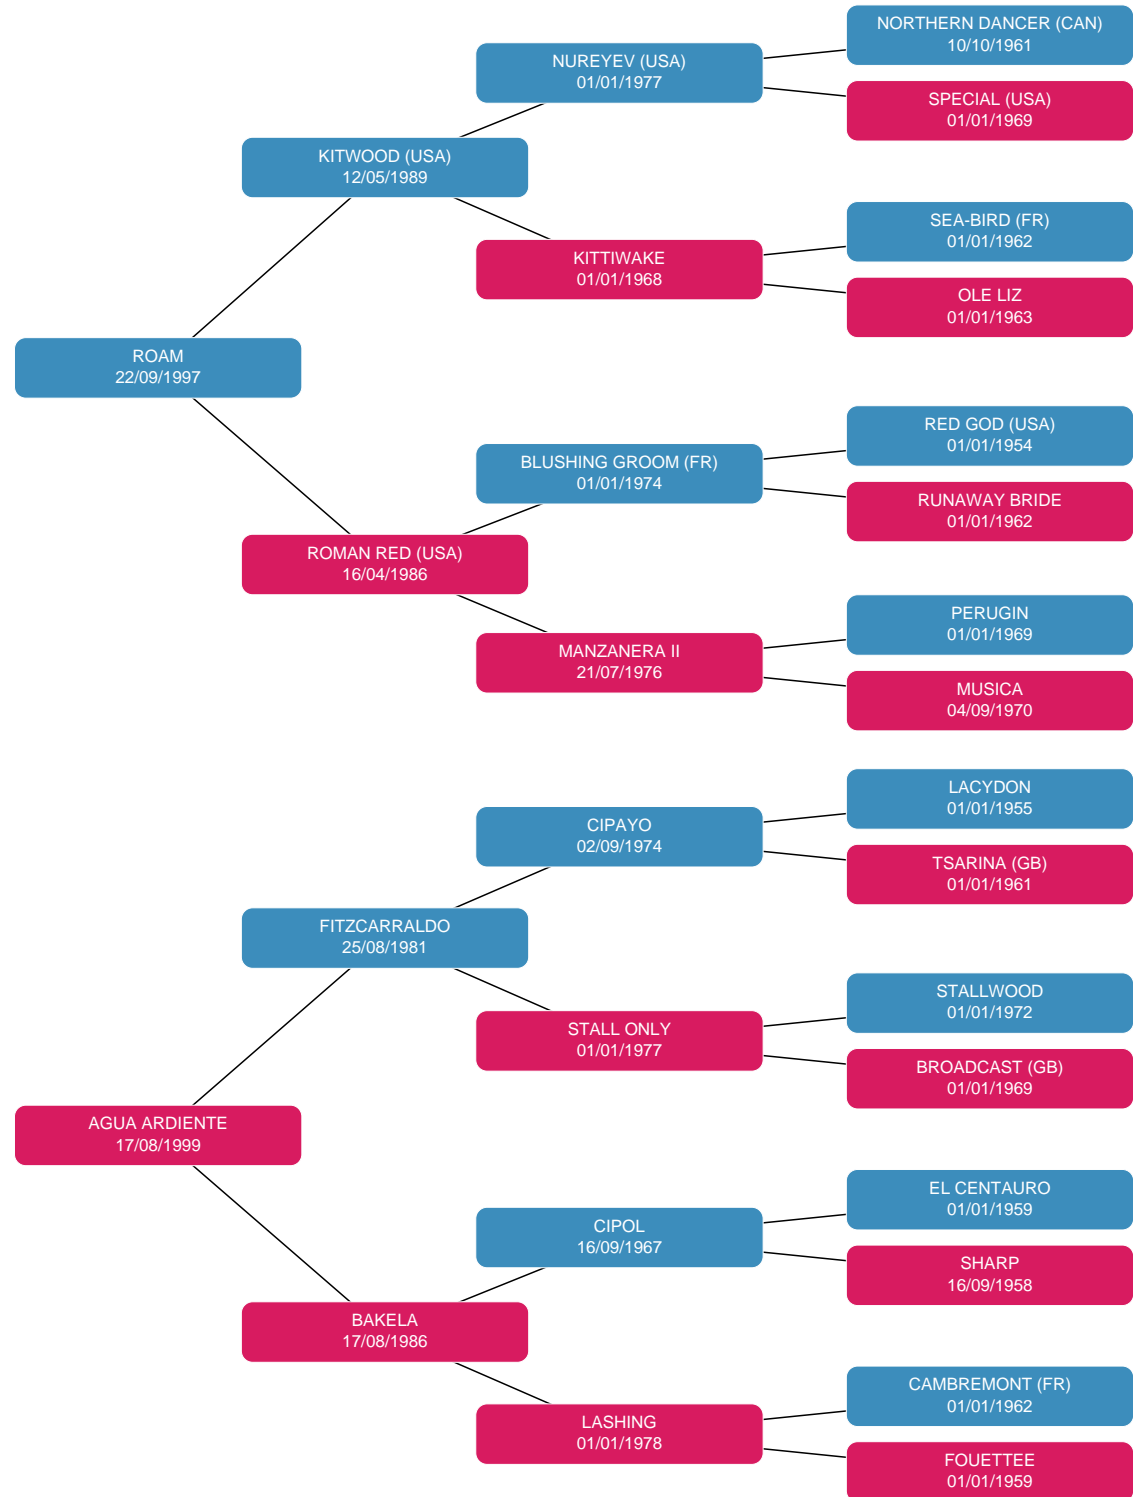 NORTHERN DANCER (CAN)
10/10/1961
NUREYEV (USA)
01/01/1977
SPECIAL (USA)
01/01/1969
KITWOOD (USA)
12/05/1989
SEA-BIRD (FR)
01/01/1962
KITTIWAKE
01/01/1968
OLE LIZ
01/01/1963
ROAM
22/09/1997
RED GOD (USA)
01/01/1954
BLUSHING GROOM (FR)
01/01/1974
RUNAWAY BRIDE
01/01/1962
ROMAN RED (USA)
16/04/1986
PERUGIN
01/01/1969
MANZANERA II
21/07/1976
MUSICA
04/09/1970
LACYDON
01/01/1955
CIPAYO
02/09/1974
TSARINA (GB)
01/01/1961
FITZCARRALDO
25/08/1981
STALLWOOD
01/01/1972
STALL ONLY
01/01/1977
BROADCAST (GB)
01/01/1969
AGUA ARDIENTE
17/08/1999
EL CENTAURO
01/01/1959
CIPOL
16/09/1967
SHARP
16/09/1958
BAKELA
17/08/1986
CAMBREMONT (FR)
01/01/1962
LASHING
01/01/1978
FOUETTEE
01/01/1959